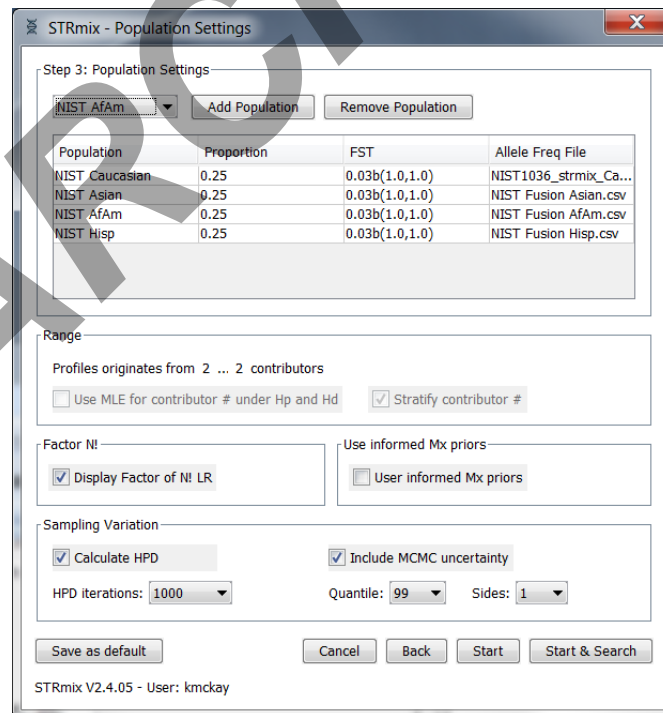 STRmix - Population Settings
Step 3: Population Settings
NIST AfAm Add Population Remove Population
Population Proportion FST Allele Freq File
NIST Caucasian 0.25 0.03b(1.0,1.0) NIST1036_strmix_Ca...
NIST Asian 0.25 0.03b(1.0,1.0) NIST Fusion Asian.csv
NIST AfAm 0.25 0.03b(1.0,1.0) NIST Fusion AfAm.csv
NIST Hisp 0.25 0.03b(1.0,1.0) NIST Fusion Hisp.csv
Range
Profiles originates from 2 ... 2 contributors
Use MLE for contributor # under Hp and Hd Stratify contributor #
Factor N! Use informed Mx priors
Display Factor of N! LR User informed Mx priors
Sampling Variation
Calculate HPD Include MCMC uncertainty
HPD iterations: 1000 Quantile: 99 Sides: 1
Save as default Cancel Back Start Start & Search
STRmix V2.4.05 - User: kmckay